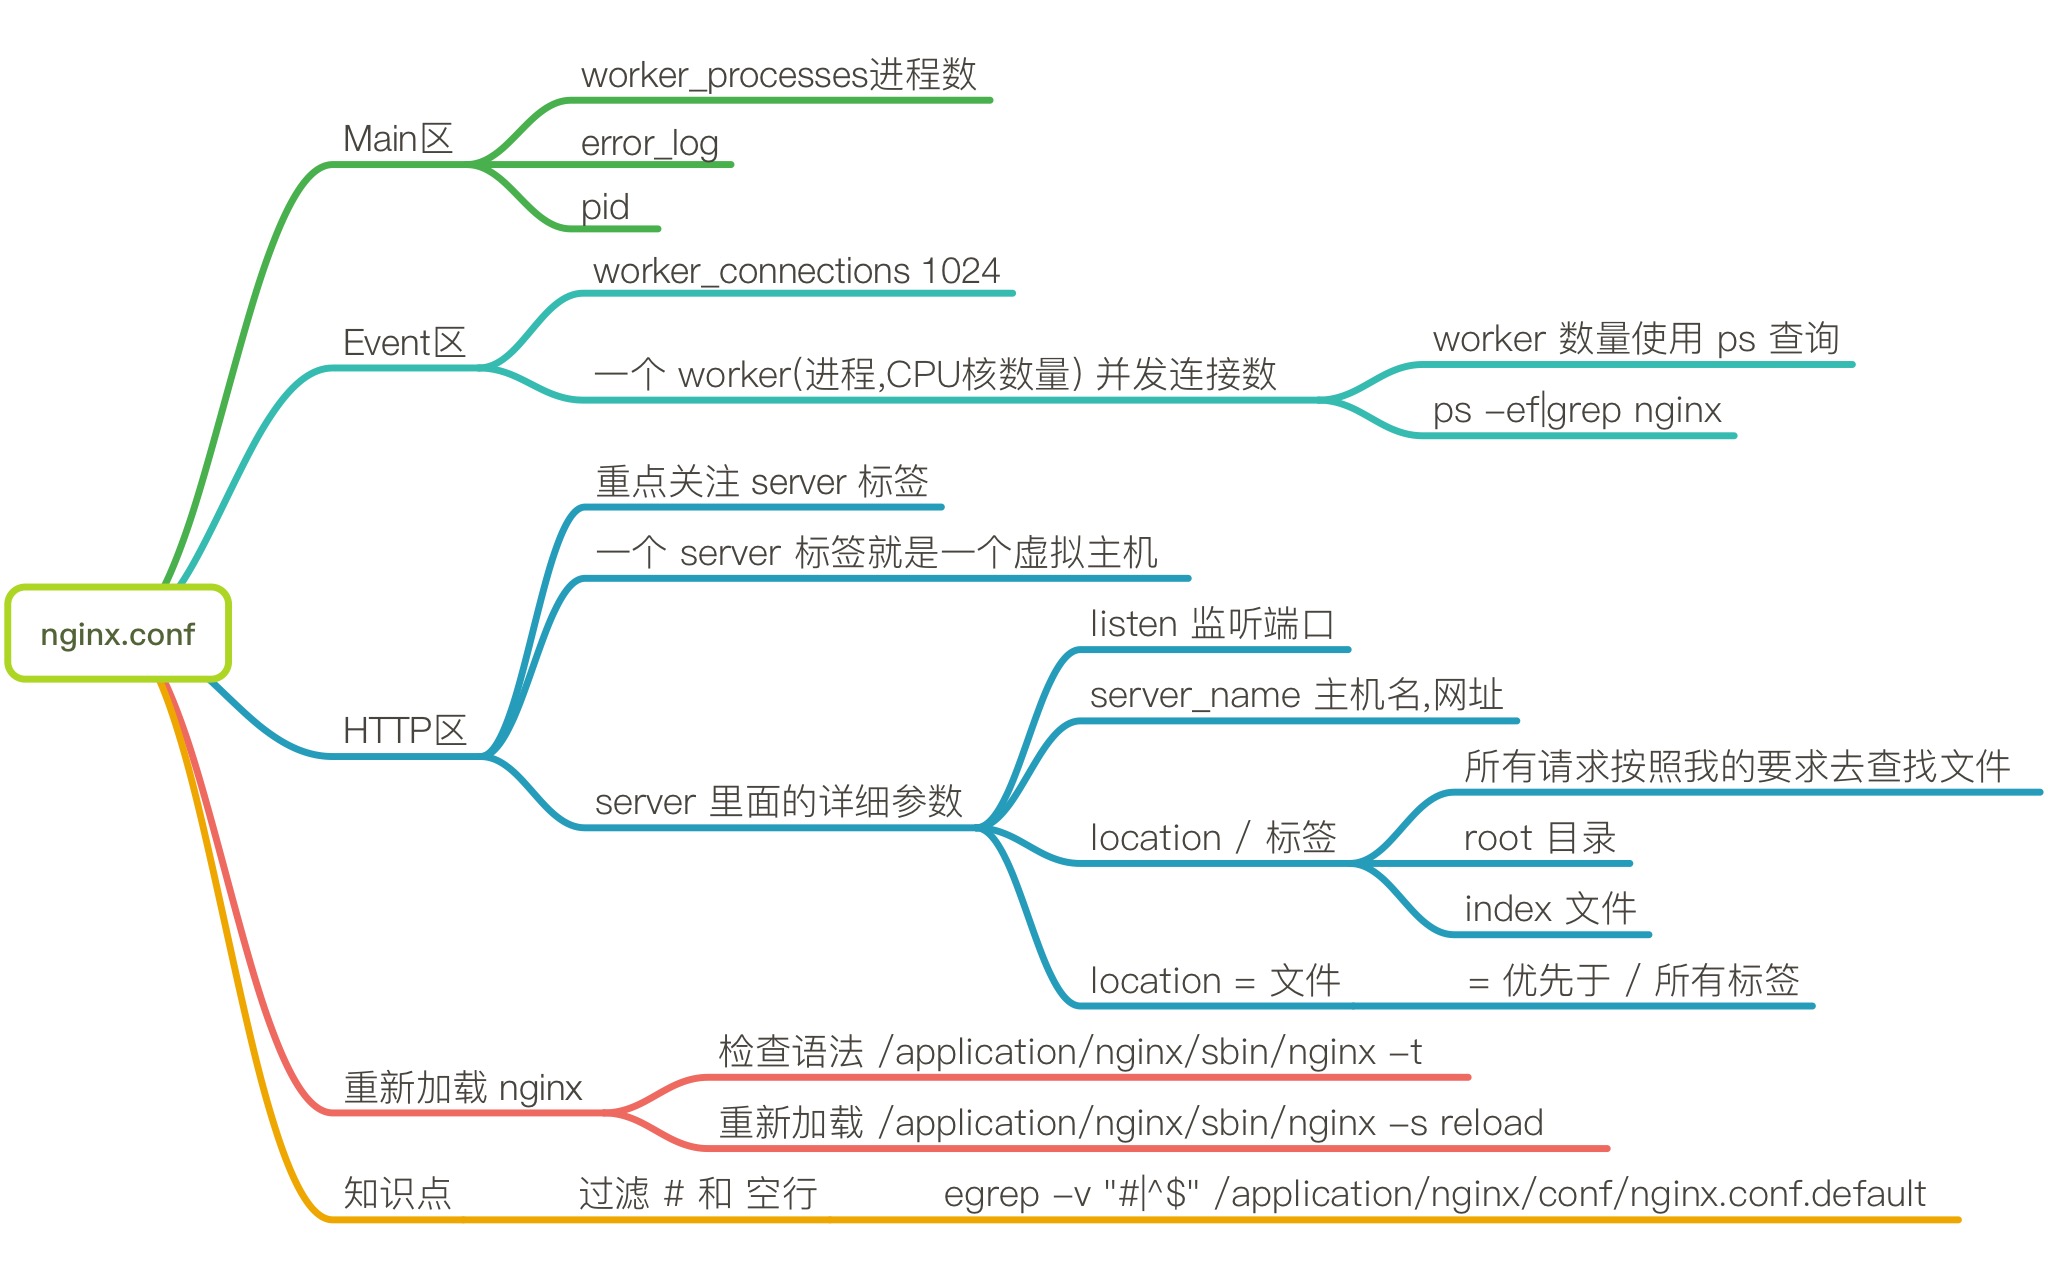 worker_processes进程数
Main区
error_log
pid
worker_connections 1024
Event区
一个 worker(进程,CPU核数量) 并发连接数
worker 数量使用 ps 查询
ps -ef|grep nginx
重点关注 server 标签
一个 server 标签就是一个虚拟主机
nginx.conf
HTTP区
server 里面的详细参数
listen 监听端口
server_name 主机名,网址
location / 标签
所有请求按照我的要求去查找文件
root 目录
index 文件
location = 文件
= 优先于 / 所有标签
重新加载 nginx
检查语法 /application/nginx/sbin/nginx -t
重新加载 /application/nginx/sbin/nginx -s reload
知识点
过滤 # 和 空行
egrep -v "#|^$" /application/nginx/conf/nginx.conf.default